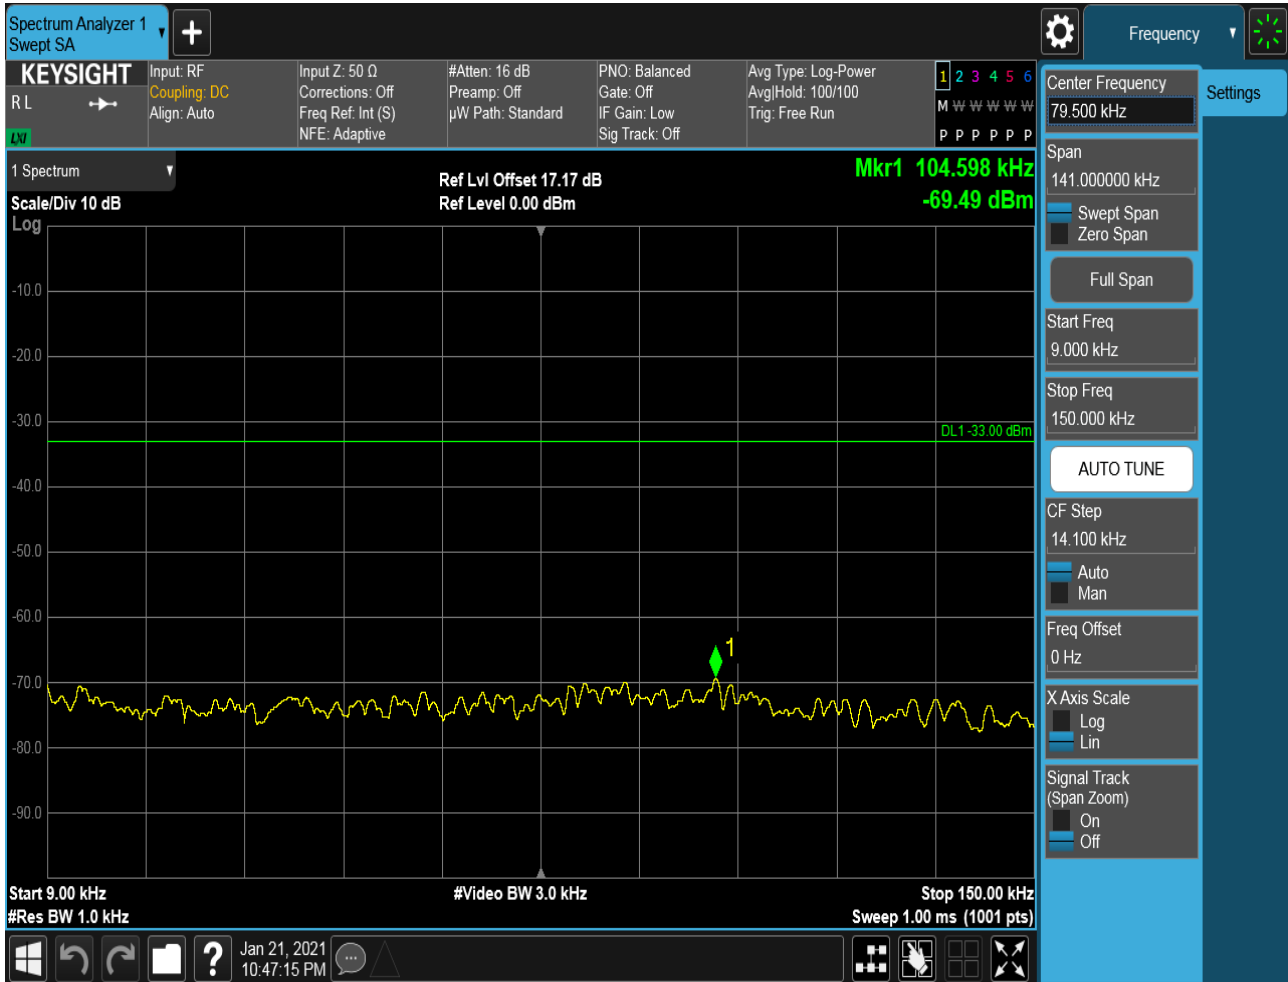 Spectrum Analyzer 1
Swept SA
Frequency
KEYSIGHT
R L
LXI
Input: RF
Coupling: DC
Align: Auto
Input Z: 50 Ω
Corrections: Off
Freq Ref: Int (S)
NFE: Adaptive
#Atten: 16 dB
Preamp: Off
µW Path: Standard
PNO: Balanced
Gate: Off
IF Gain: Low
Sig Track: Off
Avg Type: Log-Power
Avg|Hold: 100/100
Trig: Free Run
1 2 3 4 5 6
M W W W W W
P P P P P P
1 Spectrum
Scale/Div 10 dB
Log
Ref Lvl Offset 17.17 dB
Ref Level 0.00 dBm
Mkr1 104.598 kHz
-69.49 dBm
-10.0
-20.0
-30.0
DL1 -33.00 dBm
-40.0
-50.0
-60.0
1
-70.0
-80.0
-90.0
Start 9.00 kHz
#Video BW 3.0 kHz
Stop 150.00 kHz
#Res BW 1.0 kHz
Sweep 1.00 ms (1001 pts)
Jan 21, 2021
10:47:15 PM
Center Frequency
79.500 kHz
Settings
Span
141.000000 kHz
Swept Span
Zero Span
Full Span
Start Freq
9.000 kHz
Stop Freq
150.000 kHz
AUTO TUNE
CF Step
14.100 kHz
Auto
Man
Freq Offset
0 Hz
X Axis Scale
Log
Lin
Signal Track
(Span Zoom)
On
Off